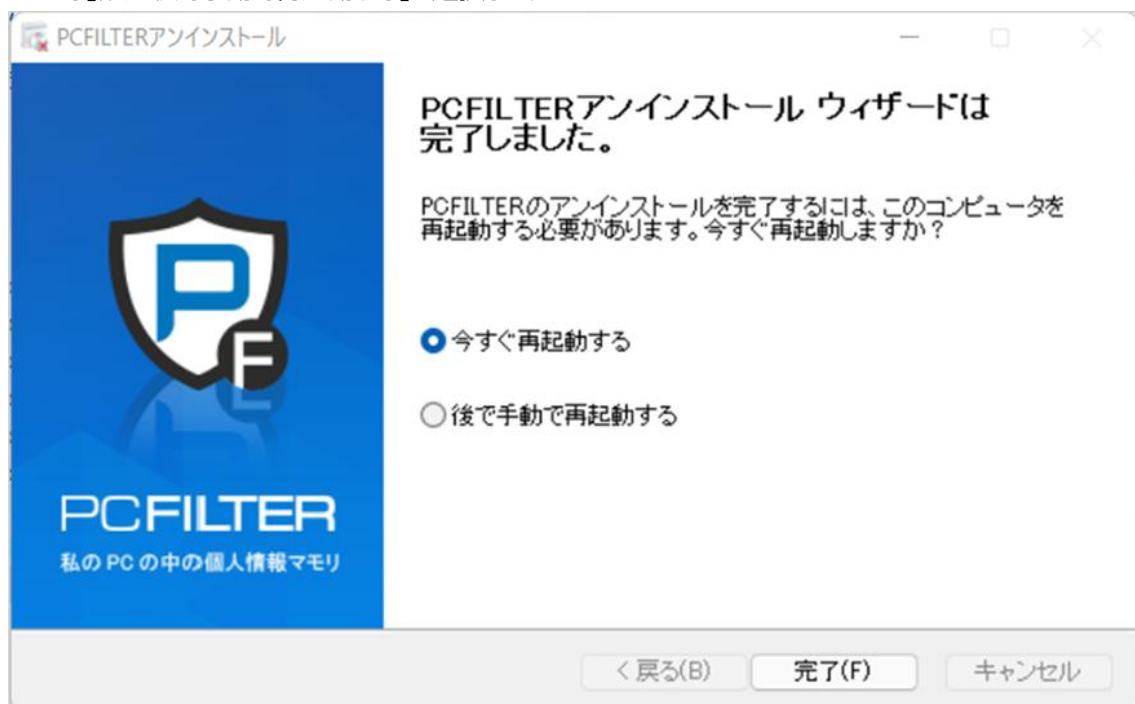 PCFILTERアンインストール
PCFILTERアンインストール ウィザードは
完了しました。
PCFILTERのアンインストールを完了するには、このコンピュータを
再起動する必要があります。今すぐ再起動しますか？
今すぐ再起動する
後で手動で再起動する
P
F
PCFILTER
私の PC の中の個人情報マモリ
< 戻る(B)
完了(F)
キャンセル